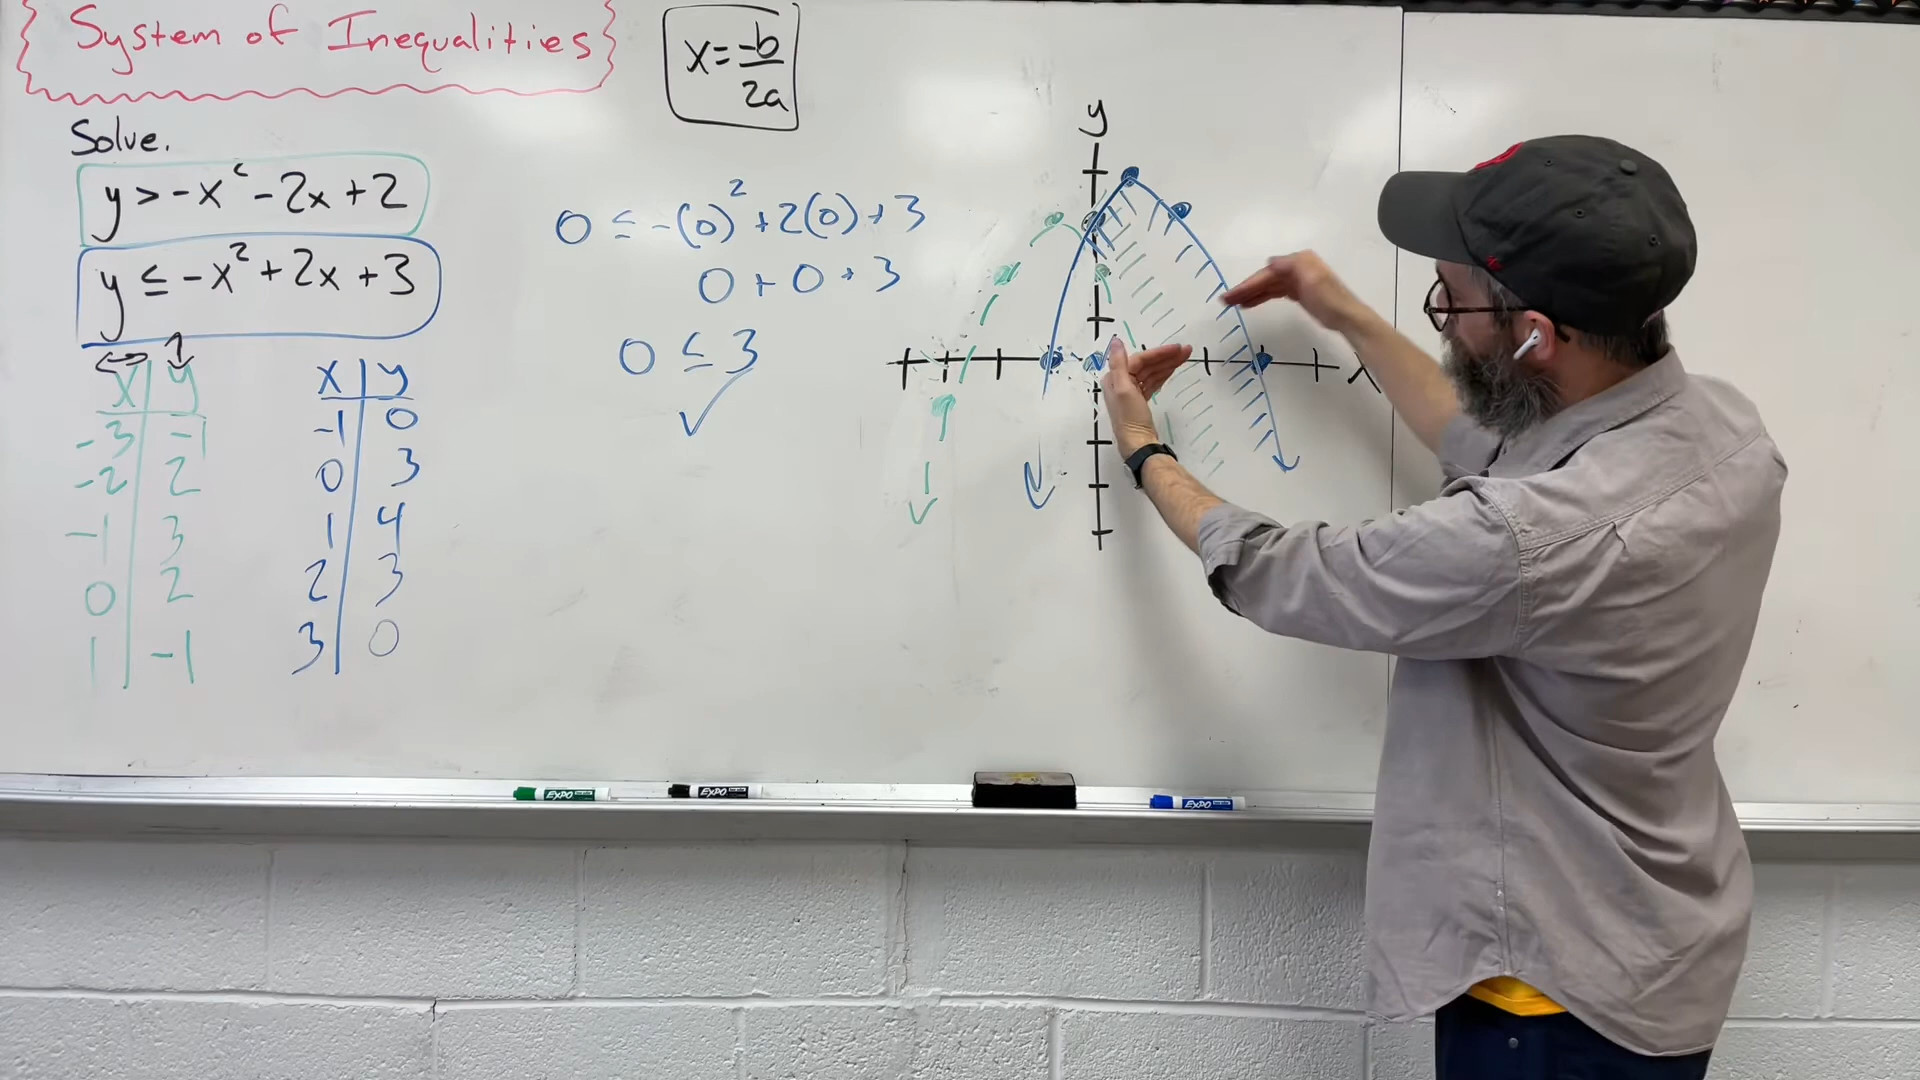 System of Inequalities
x = -b/2a
Solve.
y > -x² - 2x + 2
y ≤ -x² + 2x + 3
x | y
-3 | -1
-2 | 2
-1 | 3
0 | 2
1 | -1
x | y
-1 | 0
0 | 3
1 | 4
2 | 3
3 | 0
0 ≤ -(0)² + 2(0) + 3
0 + 0 + 3
0 ≤ 3
✓
y
x
EXPO
EXPO
EXPO